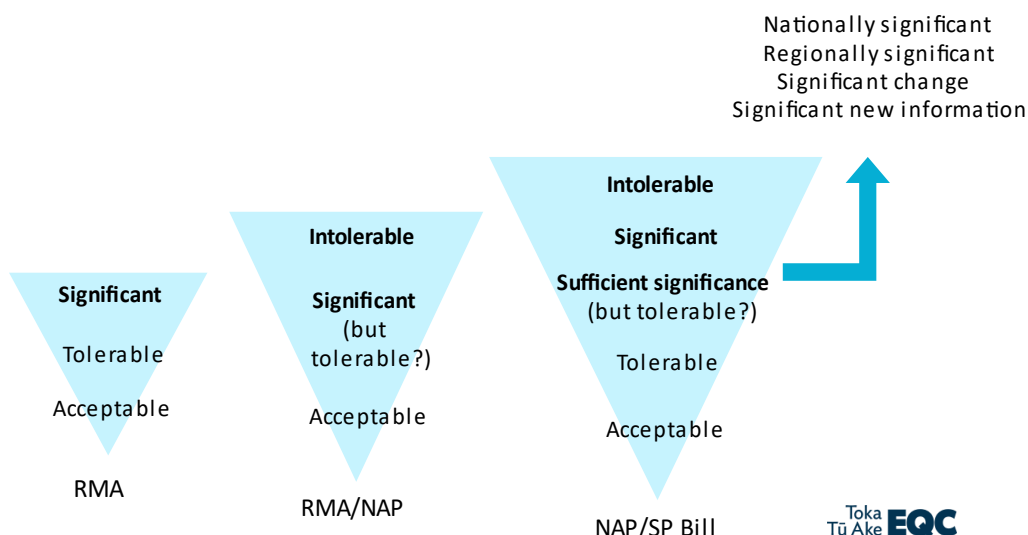 Nationally significant
Regionally significant
Significant change
Significant new information
Significant
Tolerable
Acceptable
RMA
Intolerable
Significant
(but
tolerable?)
Acceptable
RMA/NAP
Intolerable
Significant
Sufficient significance
(but tolerable?)
Tolerable
Acceptable
NAP/SP Bill
Toka
Tū Ake EQC